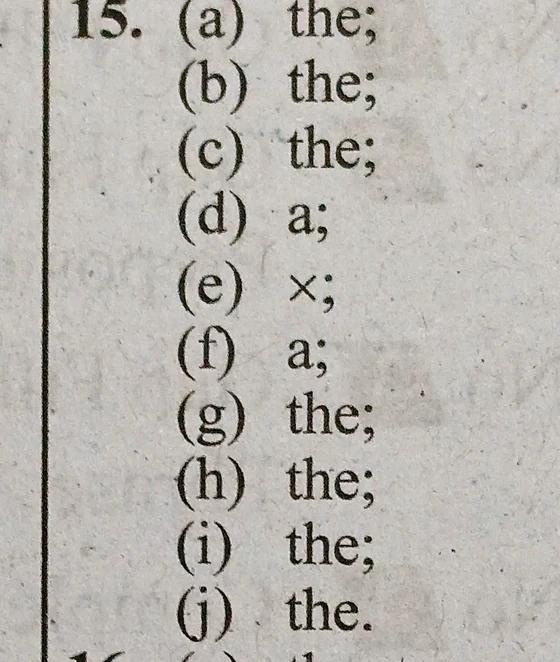 15. (a) the;
(b) the;
(c) the;
(d) a;
(e) ×;
(f) a;
(g) the;
(h) the;
(i) the;
(j) the.